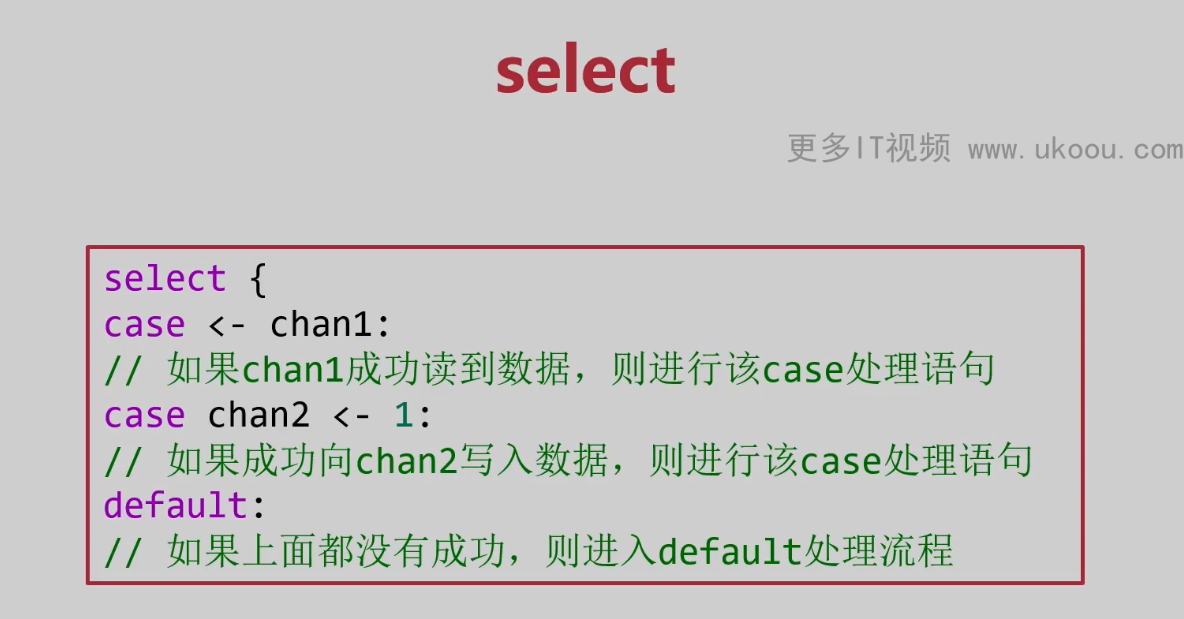 select
更多IT视频 www.ukoou.com
select {
case <- chan1:
// 如果chan1成功读到数据，则进行该case处理语句
case chan2 <- 1:
// 如果成功向chan2写入数据，则进行该case处理语句
default:
// 如果上面都没有成功，则进入default处理流程